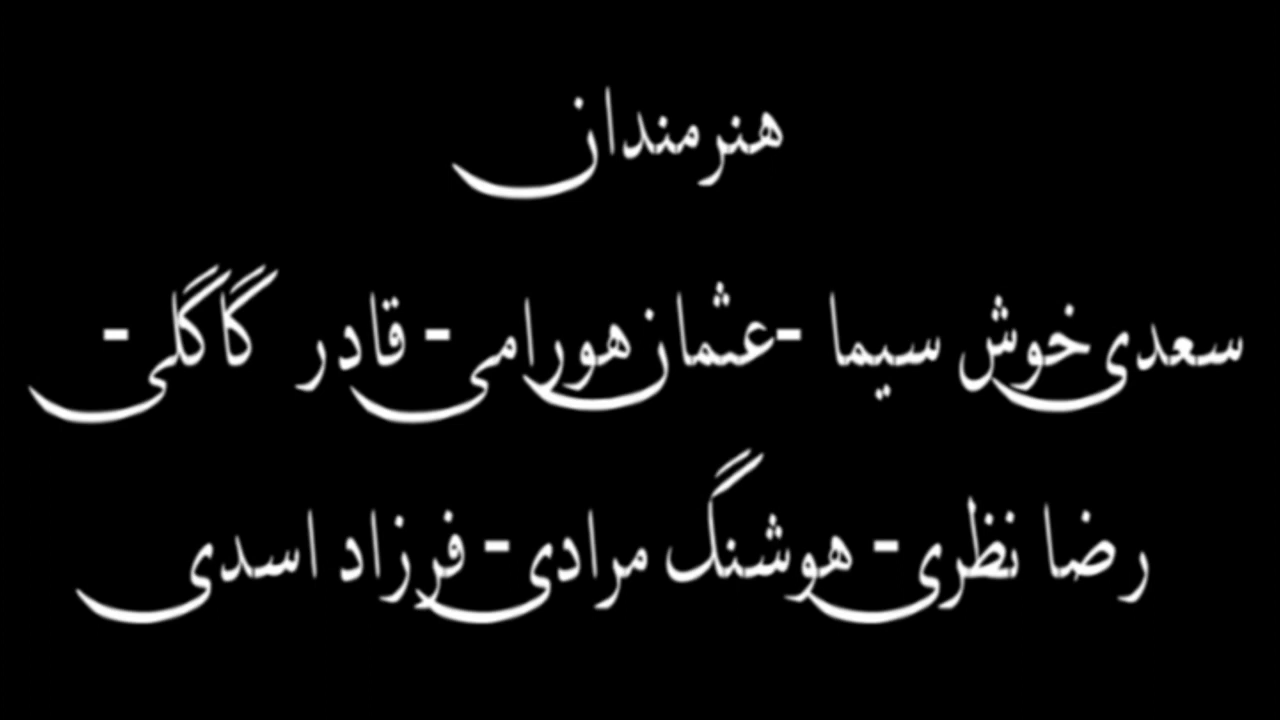 هنرمندان
سعدی خوش سیما - عثمان هورامی - قادر گاگلی -
رضا نظری - هوشنگ مرادی - فرزاد اسدی